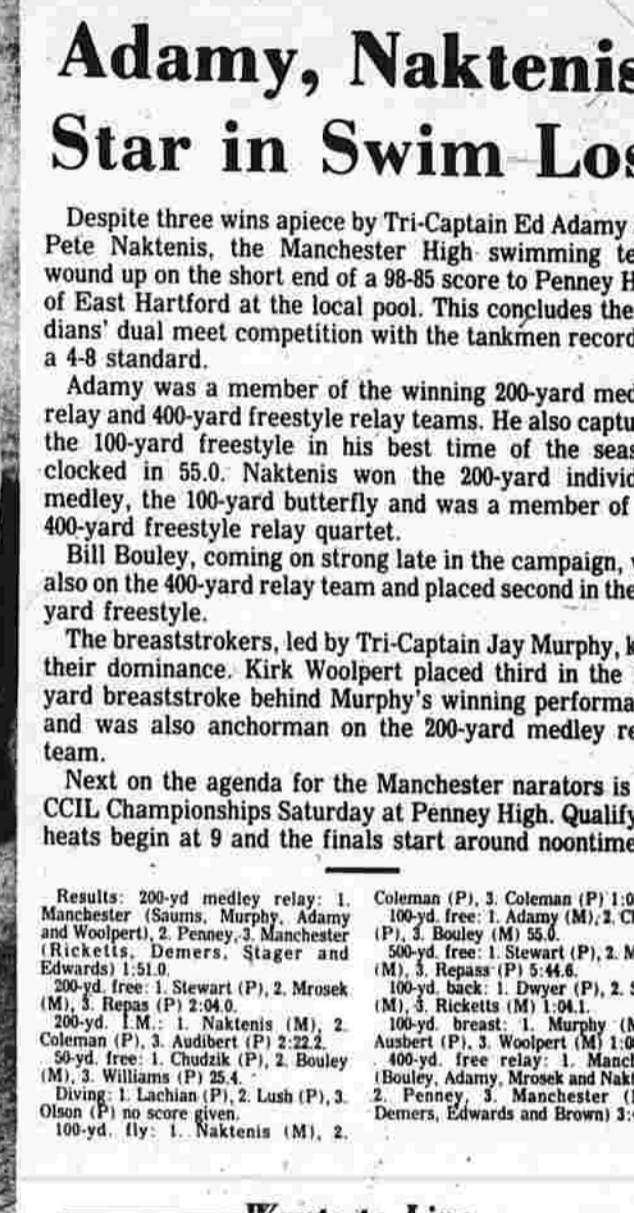 Adamy, Naktenis
Star in Swim Los
Despite three wins apiece by Tri-Captain Ed Adamy
Pete Naktenis, the Manchester High swimming te
wound up on the short end of a 98-85 score to Penney H
of East Hartford at the local pool. This concludes the
dians' dual meet competition with the tankmen record
a 4-8 standard.
Adamy was a member of the winning 200-yard med
relay and 400-yard freestyle relay teams. He also captu
the 100-yard freestyle in his best time of the seas
clocked in 55.0. Naktenis won the 200-yard individ
medley, the 100-yard butterfly and was a member of
400-yard freestyle relay quartet.
Bill Bouley, coming on strong late in the campaign, w
also on the 400-yard relay team and placed second in the
yard freestyle.
The breaststrokers, led by Tri-Captain Jay Murphy, k
their dominance. Kirk Woolpert placed third in the
yard breaststroke behind Murphy's winning performa
and was also anchorman on the 200-yard medley re
team.
Next on the agenda for the Manchester narators is
CCIL Championships Saturday at Penney High. Qualify
heats begin at 9 and the finals start around noontime
Results: 200-yd medley relay: 1.
Manchester (Saums, Murphy, Adamy
and Woolpert), 2. Penney, 3. Manchester
(Ricketts, Demers, Stager and
Edwards) 1:51.0.
200-yd. free: 1. Stewart (P), 2. Mrosek
(M), 3. Repas (P) 2:04.0.
200-yd. I.M.: 1. Naktenis (M), 2.
Coleman (P), 3. Audibert (P) 2:22.2.
50-yd. free: 1. Chudzik (P), 2. Bouley
(M), 3. Williams (P) 25.4.
Diving: 1. Lachian (P), 2. Lush (P), 3.
Olson (P) no score given.
100-yd. fly: 1. Naktenis (M), 2.
Coleman (P), 3. Coleman (P) 1:0
100-yd. free: 1. Adamy (M), 2. Ch
(P), 3. Bouley (M) 55.0.
500-yd. free: 1. Stewart (P), 2. M
(M), 3. Repass (P) 5:44.6.
100-yd. back: 1. Dwyer (P), 2. S
(M), 3. Ricketts (M) 1:04.1.
100-yd. breast: 1. Murphy (M
Ausbert (P), 3. Woolpert (M) 1:0
400-yd. free relay: 1. Manch
(Bouley, Adamy, Mrosek and Nak
2. Penney, 3. Manchester (
Demers, Edwards and Brown) 3: